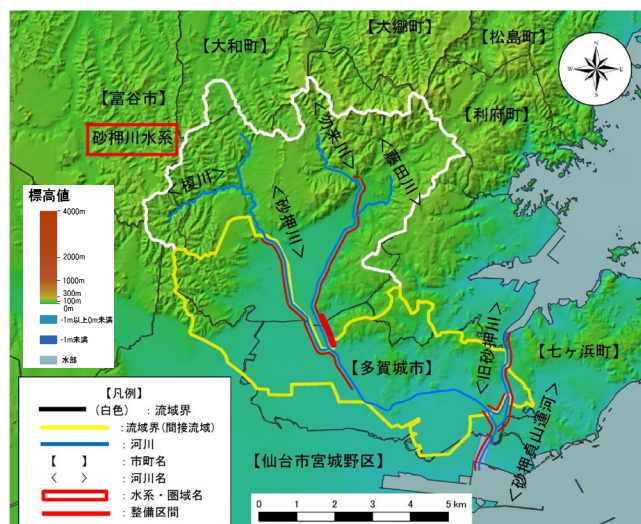 【大和町】
【大郷町】
【松島町】
【富谷市】
【利府町】
砂押川水系
N
W
E
S
<勿来川>
<藤田川>
<榎川>
<砂押川>
標高値
4000m
2000m
1000m
300m
100m
0m
-1m以上0m未満
-1m未満
水部
<旧砂押川>
【多賀城市】
【七ヶ浜町】
<砂押貞山運河>
【仙台市宮城野区】
【凡例】
(白色) : 流域界
: 流域界(間接流域)
: 河川
【 】 : 市町名
< > : 河川名
: 水系・圏域名
: 整備区間
0 1 2 3 4 5 km